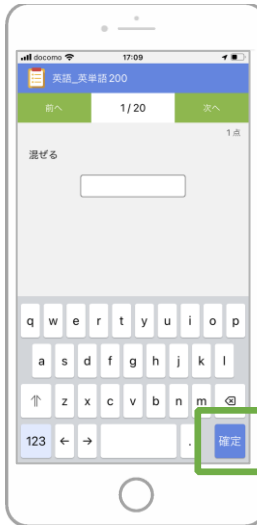 docomo 17:09
英語_英単語200
前へ 1/20 次へ
1点
混ぜる
q w e r t y u i o p
a s d f g h j k l
z x c v b n m
123 ← → . 確定